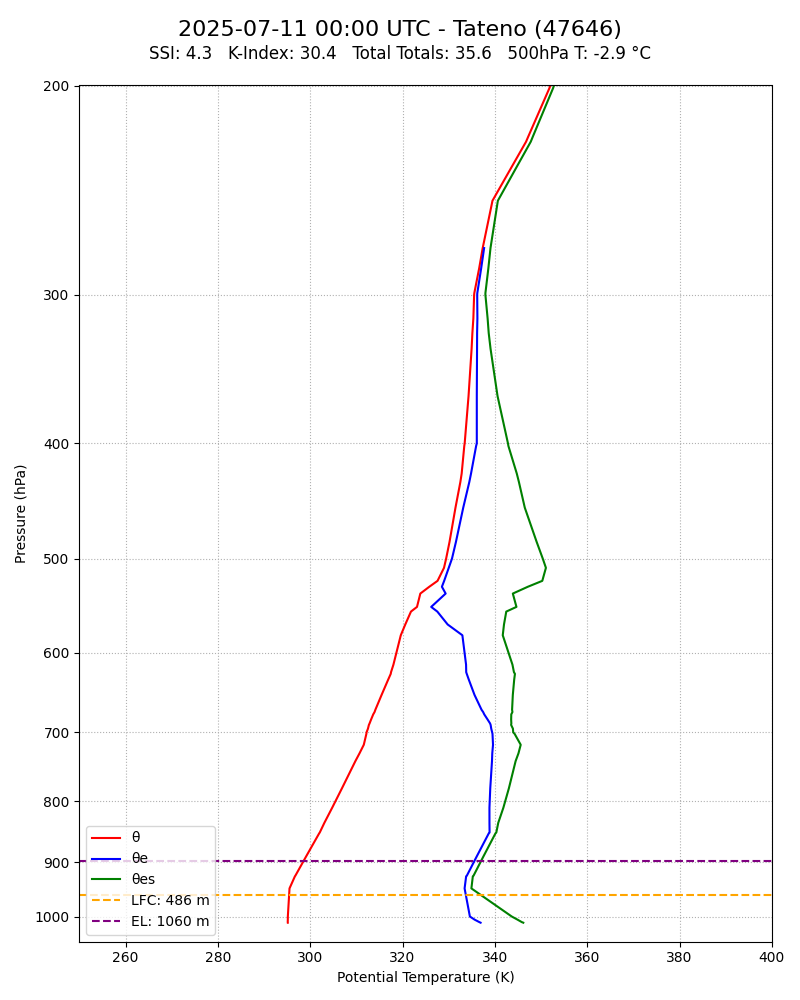 2025-07-11 00:00 UTC - Tateno (47646)
SSI: 4.3 K-Index: 30.4 Total Totals: 35.6 500hPa T: -2.9 °C
200
300
400
500
600
700
800
900
1000
Pressure (hPa)
θ
θe
θes
LFC: 486 m
EL: 1060 m
260 280 300 320 340 360 380 400
Potential Temperature (K)